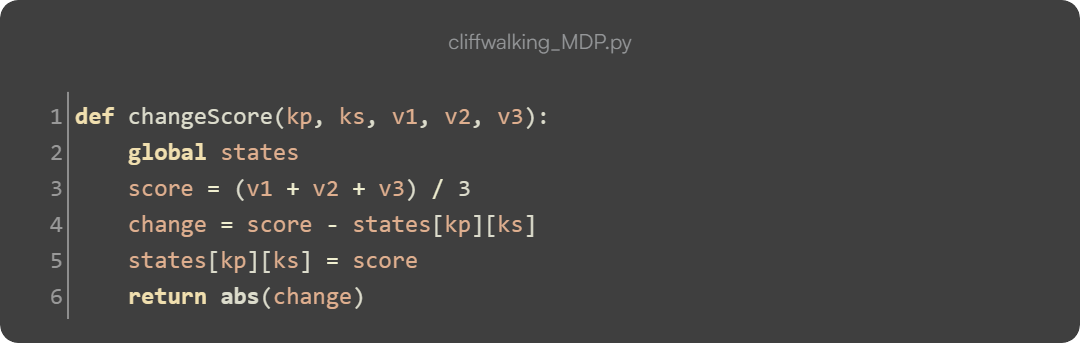 cliffwalking_MDP.py
1 def changeScore(kp, ks, v1, v2, v3):
2     global states
3     score = (v1 + v2 + v3) / 3
4     change = score - states[kp][ks]
5     states[kp][ks] = score
6     return abs(change)